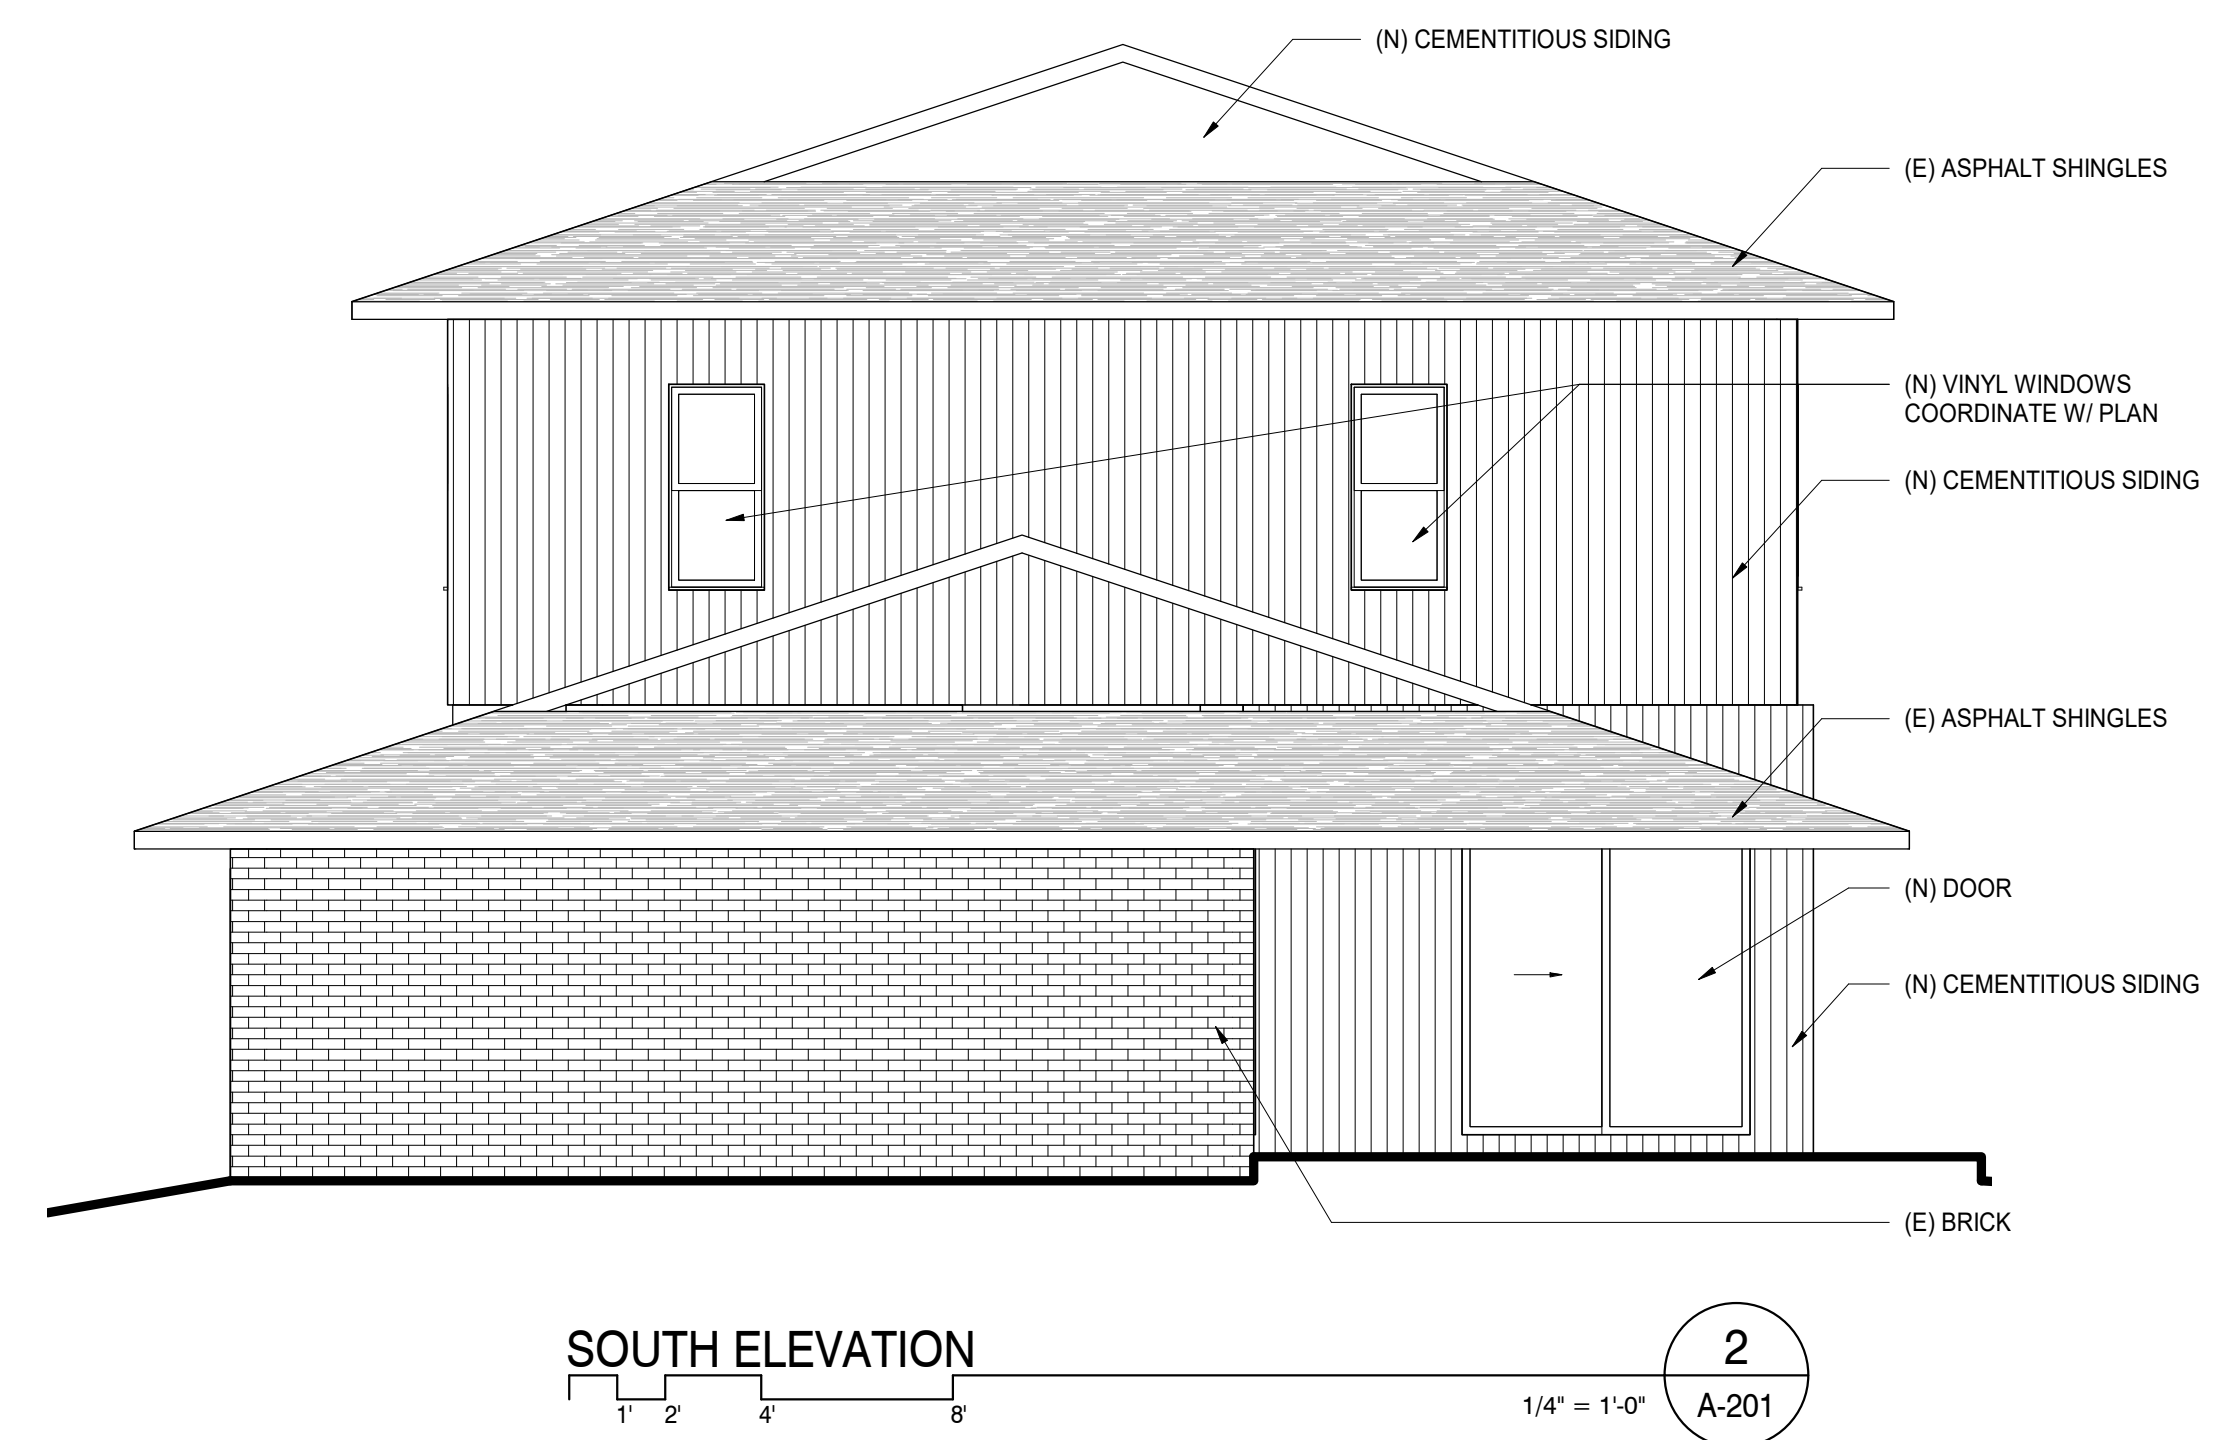 (N) CEMENTITIOUS SIDING
(E) ASPHALT SHINGLES
(N) VINYL WINDOWS
COORDINATE W/ PLAN
(N) CEMENTITIOUS SIDING
(E) ASPHALT SHINGLES
(N) DOOR
(N) CEMENTITIOUS SIDING
(E) BRICK
SOUTH ELEVATION
1' 2' 4' 8'
1/4" = 1'-0"
2
A-201